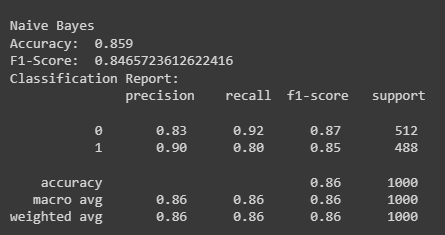 Naive Bayes
Accuracy:  0.859
F1-Score:  0.8465723612622416
Classification Report:
              precision    recall  f1-score   support

           0       0.83      0.92      0.87       512
           1       0.90      0.80      0.85       488

    accuracy                           0.86      1000
   macro avg       0.86      0.86      0.86      1000
weighted avg       0.86      0.86      0.86      1000